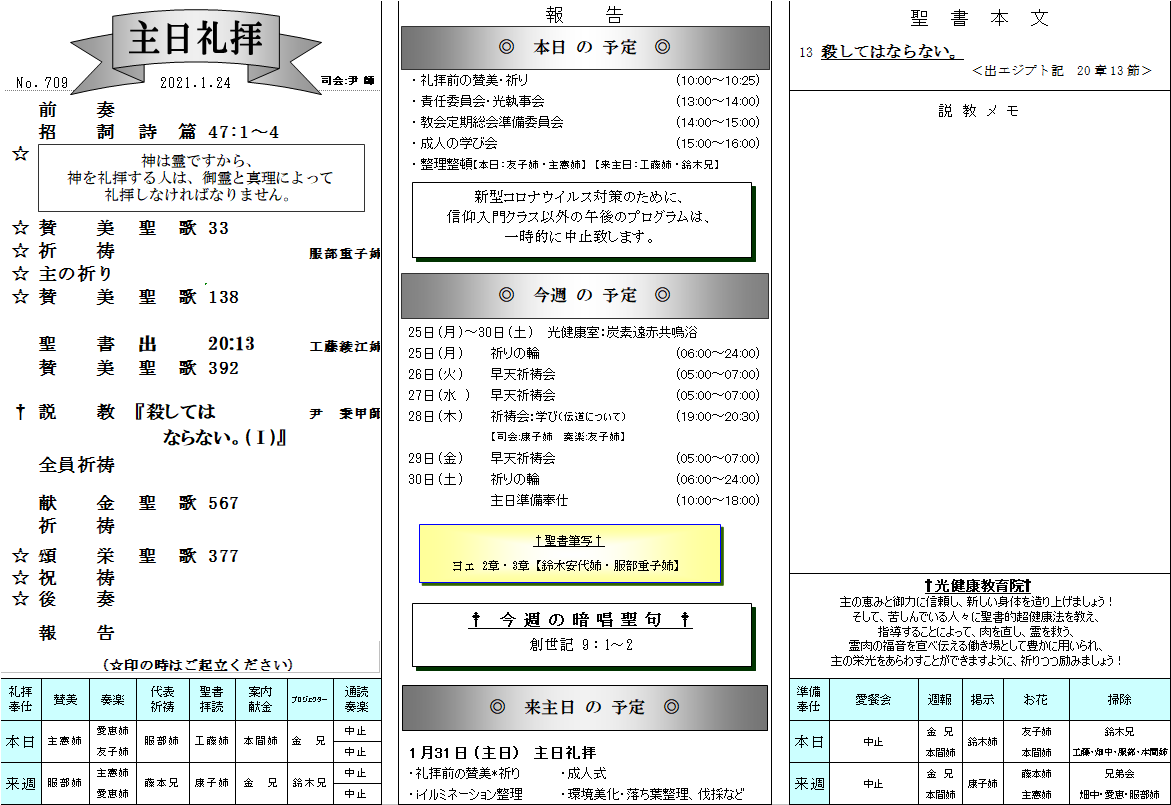 主日礼拝
No. 709 2021.1.24 司会:尹 師
前 奏
招 詞 詩 篇 47:1～4
☆
神は霊ですから、
神を礼拝する人は、御霊と真理によって
礼拝しなければなりません。
☆ 賛 美 聖 歌 33
☆ 祈 祷 服部重子姉
☆ 主の祈り
☆ 賛 美 聖 歌 138
聖 書 出 20:13 工藤綾江姉
賛 美 聖 歌 392
† 説 教 『殺しては 尹 秉甲師
ならない。(Ⅰ)』
全員祈祷
献 金 聖 歌 567
祈 祷
☆ 頌 栄 聖 歌 377
☆ 祝 祷
☆ 後 奏
報 告
(☆印の時はご起立ください)
礼拝奉仕 賛美 奏楽 代表祈祷 聖書拝読 案内献金 プロジェクター 通読奏楽
本日 主憲姉 愛恵姉 友子姉 服部姉 工藤姉 本間姉 金 兄 中止 中止
来週 服部姉 主憲姉 愛恵姉 藤本兄 康子姉 金 兄 鈴木兄 中止 中止
報 告
◎ 本日 の 予定 ◎
・礼拝前の賛美・祈り (10:00～10:25)
・責任委員会・光執事会 (13:00～14:00)
・教会定期総会準備委員会 (14:00～15:00)
・成人の学び会 (15:00～16:00)
・整理整頓【本日：友子姉・主憲姉】【来主日：工藤姉・鈴木兄】
新型コロナウイルス対策のために、
信仰入門クラス以外の午後のプログラムは、
一時的に中止致します。
◎ 今週 の 予定 ◎
25日(月)～30日(土) 光健康室：炭素遠赤共鳴浴
25日(月) 祈りの輪 (06:00～24:00)
26日(火) 早天祈祷会 (05:00～07:00)
27日(水 ) 早天祈祷会 (05:00～07:00)
28日(木) 祈祷会：学び(伝道について) (19:00～20:30)
【司会:康子姉 奏楽:友子姉】
29日(金) 早天祈祷会 (05:00～07:00)
30日(土) 祈りの輪 (06:00～24:00)
主日準備奉仕 (10:00～18:00)
†聖書筆写†
ヨエ 2章・3章【鈴木安代姉・服部重子姉】
† 今 週 の 暗 唱 聖 句 †
創世記 9：1～2
◎ 来主日 の 予定 ◎
1月31日(主日) 主日礼拝
・礼拝前の賛美*祈り ・成人式
・iイルミネーション整理 ・環境美化・落ち葉整理、伐採など
聖 書 本 文
13 殺してはならない。
＜出エジプト記 20章13節＞
説 教 メ モ
†光健康教育院†
主の恵みと御力に信頼し、新しい身体を造り上げましょう！
そして、苦しんでいる人々に聖書的超健康法を教え、
指導することによって、肉を直し、霊を救う、
霊肉の福音を宣べ伝える働き場として豊かに用いられ、
主の栄光をあらわすことができますように、祈りつつ励みましょう！
準備奉仕 愛餐会 週報 掲示 お花 掃除
本日 中止 金 兄 本間姉 鈴木姉 友子姉 本間姉 鈴木兄 工藤・畑中・服部・本間姉
来週 中止 金 兄 本間姉 康子姉 藤本姉 主憲姉 兄弟会 畑中・愛恵・服部姉